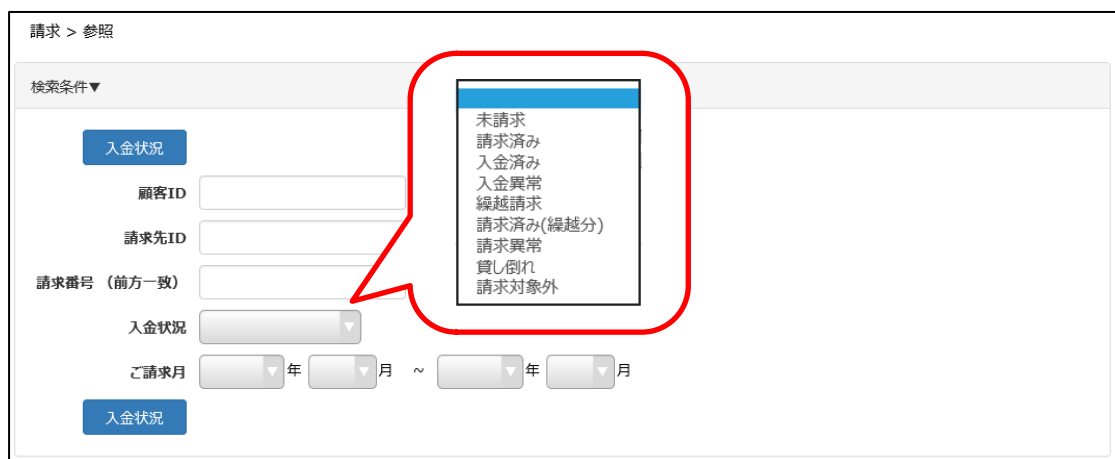 請求 > 参照
検索条件▼
入金状況
顧客ID
請求先ID
請求番号 （前方一致）
入金状況
ご請求月 年 月 ~ 年 月
入金状況
未請求
請求済み
入金済み
入金異常
繰越請求
請求済み(繰越分)
請求異常
貸し倒れ
請求対象外